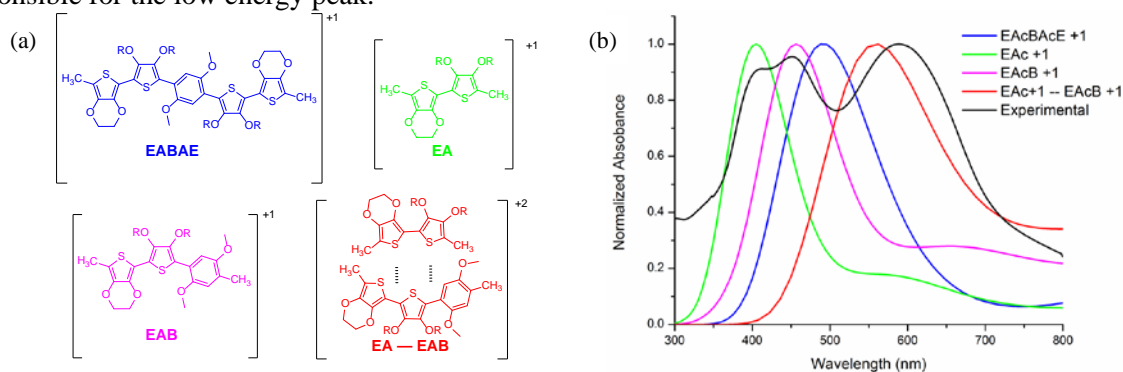 onsible for the low energy peak.
(a)
+1
RO OR
O O
O
S S
CH3
H3C S O S
O O
O RO OR
EABAE
+1
RO OR
S
H3C CH3
S
O O
EA
+1
RO OR
O
S
H3C CH3
S
O O
O
EAB
+2
O RO OR
O
H3C S S CH3
H3C O
S S CH3
O
O RO OR O
EA — EAB
(b)
EAcBAcE +1
EAc +1
EAcB +1
EAc+1 -- EAcB +1
Experimental
Normalized Absorbance
1.0
0.8
0.6
0.4
0.2
0.0
300 400 500 600 700 800
Wavelength (nm)